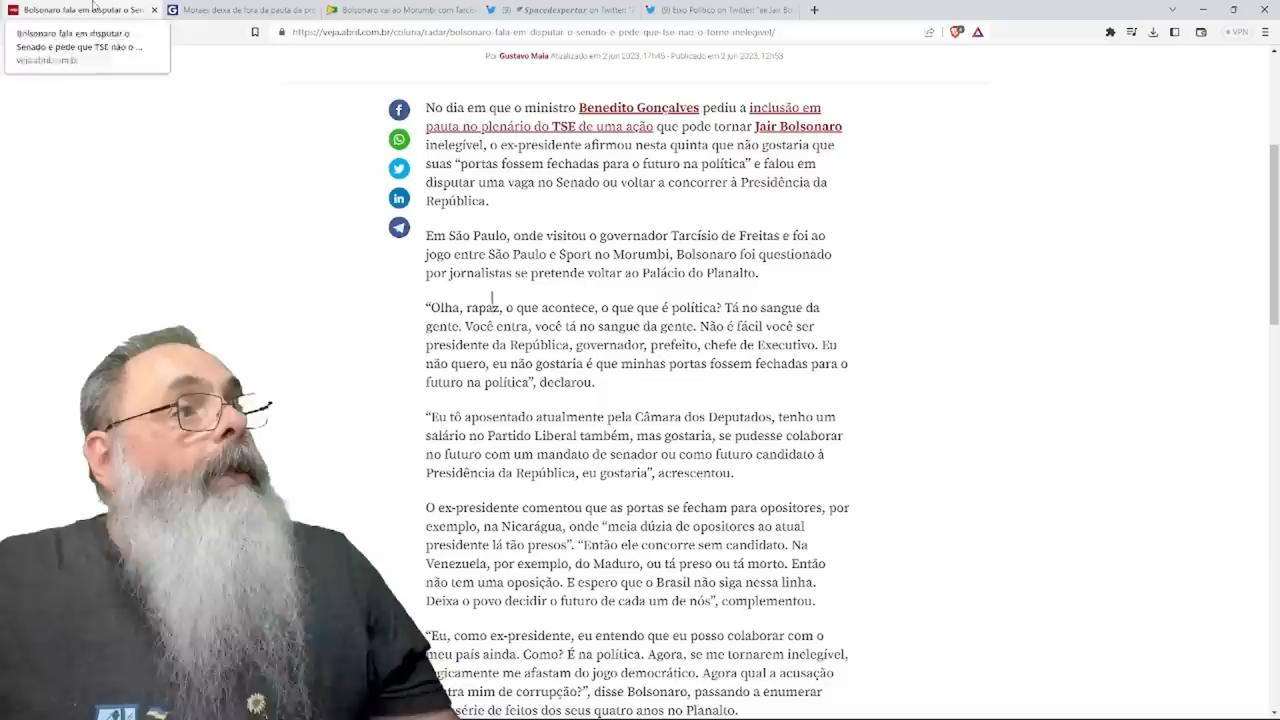 Bolsonaro fala em disputar o Sen
Moraes deixa de fora da pauta da pro
Bolsonaro vai ao Morumbi com Tarcís
(9)
Spacedespertar on Twitter: "
(9) Eixo Político on Twitter: ""ex Jair Bo
Bolsonaro fala em disputar o
Senado e pede que TSE não o ...
veja.abril.com.br
https://veja.abril.com.br/coluna/radar/bolsonaro-fala-em-disputar-o-senado-e-pede-que-tse-nao-o-torne-inelegivel/
VPN
Por Gustavo Maia Atualizado em 2 jun 2023, 17h45 - Publicado em 2 jun 2023, 12h53
No dia em que o ministro Benedito Gonçalves pediu a inclusão em
pauta no plenário do TSE de uma ação que pode tornar Jair Bolsonaro
inelegível, o ex-presidente afirmou nesta quinta que não gostaria que
suas “portas fossem fechadas para o futuro na política” e falou em
disputar uma vaga no Senado ou voltar a concorrer à Presidência da
República.
Em São Paulo, onde visitou o governador Tarcísio de Freitas e foi ao
jogo entre São Paulo e Sport no Morumbi, Bolsonaro foi questionado
por jornalistas se pretende voltar ao Palácio do Planalto.
“Olha, rapaz, o que acontece, o que que é política? Tá no sangue da
gente. Você entra, você tá no sangue da gente. Não é fácil você ser
presidente da República, governador, prefeito, chefe de Executivo. Eu
não quero, eu não gostaria é que minhas portas fossem fechadas para o
futuro na política”, declarou.
“Eu tô aposentado atualmente pela Câmara dos Deputados, tenho um
salário no Partido Liberal também, mas gostaria, se pudesse colaborar
no futuro com um mandato de senador ou como futuro candidato à
Presidência da República, eu gostaria”, acrescentou.
O ex-presidente comentou que as portas se fecham para opositores, por
exemplo, na Nicarágua, onde “meia dúzia de opositores ao atual
presidente lá tão presos”. “Então ele concorre sem candidato. Na
Venezuela, por exemplo, do Maduro, ou tá preso ou tá morto. Então
não tem uma oposição. E espero que o Brasil não siga nessa linha.
Deixa o povo decidir o futuro de cada um de nós”, complementou.
“Eu, como ex-presidente, eu entendo que eu posso colaborar com o
meu país ainda. Como? É na política. Agora, se me tornarem inelegível,
gicamente me afastam do jogo democrático. Agora qual a acusação
ntra mim de corrupção?”, disse Bolsonaro, passando a enumerar
série de feitos dos seus quatro anos no Planalto.